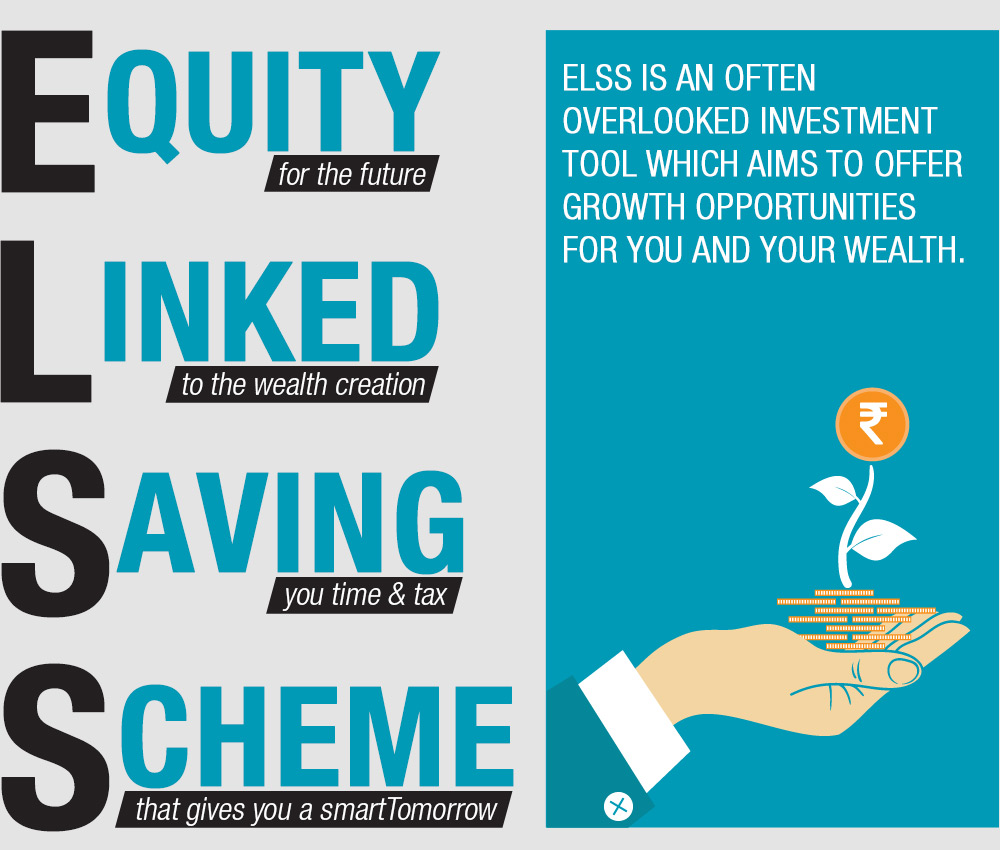 EQUITY
for the future
LINKED
to the wealth creation
SAVING
you time & tax
SCHEME
that gives you a smartTomorrow
ELSS IS AN OFTEN
OVERLOOKED INVESTMENT
TOOL WHICH AIMS TO OFFER
GROWTH OPPORTUNITIES
FOR YOU AND YOUR WEALTH.
₹